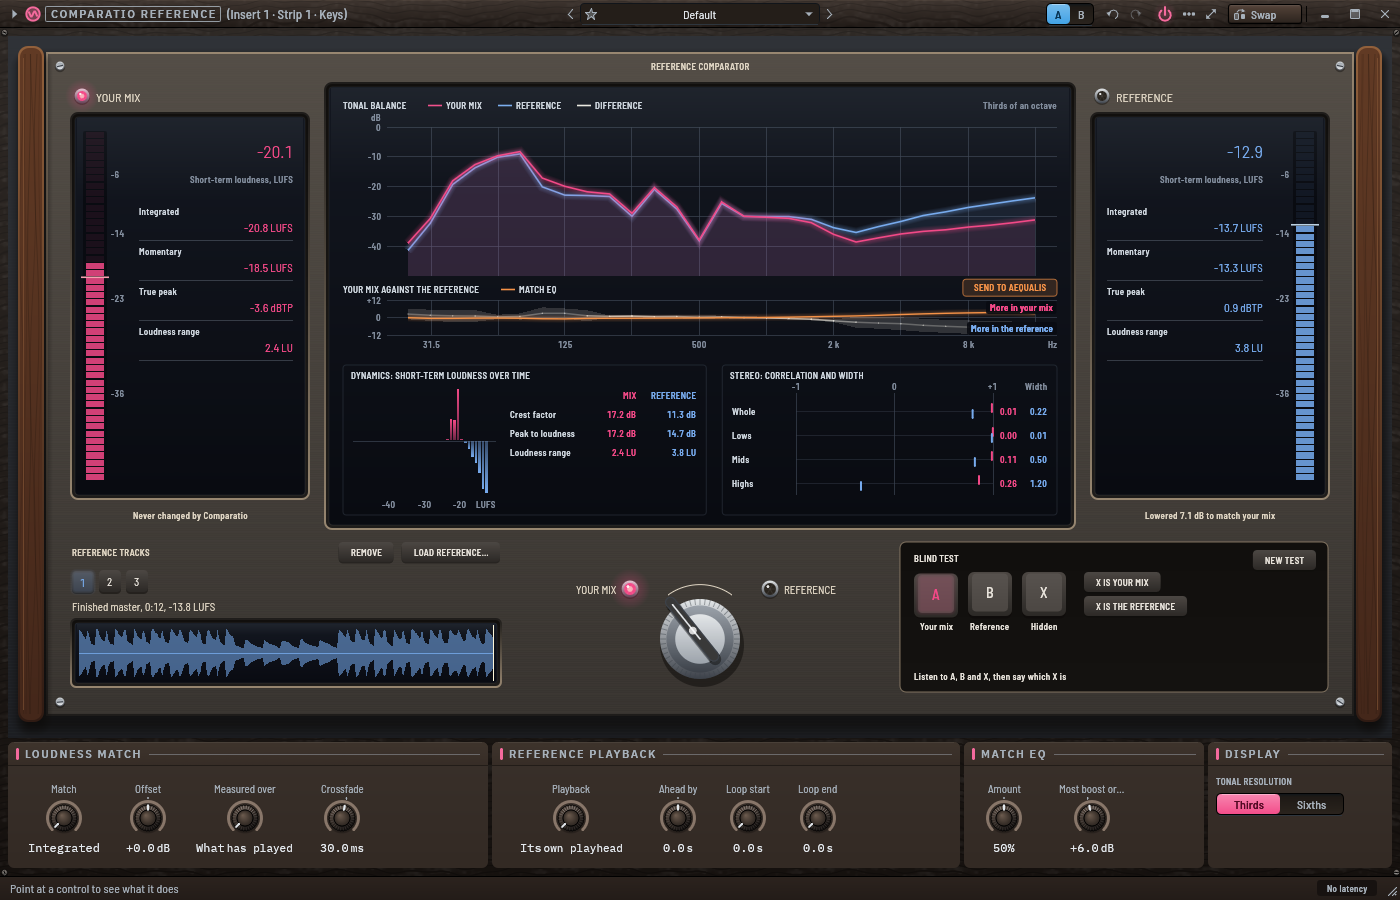 COMPARATIO REFERENCE (Insert 1 · Strip 1 · Keys)
Default
A B
Swap
REFERENCE COMPARATOR
YOUR MIX
-6
-14
-23
-36
-20.1
Short-term loudness, LUFS
Integrated
-20.8 LUFS
Momentary
-18.5 LUFS
True peak
-3.6 dBTP
Loudness range
2.4 LU
Never changed by Comparatio
TONAL BALANCE YOUR MIX REFERENCE DIFFERENCE Thirds of an octave
dB
0
-10
-20
-30
-40
YOUR MIX AGAINST THE REFERENCE MATCH EQ SEND TO AEQUALIS
+12
0
-12
More in your mix
More in the reference
31.5 125 500 2 k 8 k Hz
DYNAMICS: SHORT-TERM LOUDNESS OVER TIME
MIX REFERENCE
Crest factor 17.2 dB 11.3 dB
Peak to loudness 17.2 dB 14.7 dB
Loudness range 2.4 LU 3.8 LU
-40 -30 -20 LUFS
STEREO: CORRELATION AND WIDTH
-1 0 +1 Width
Whole 0.01 0.22
Lows 0.00 0.01
Mids 0.11 0.50
Highs 0.26 1.20
REFERENCE
-12.9
Short-term loudness, LUFS
Integrated
-13.7 LUFS
Momentary
-13.3 LUFS
True peak
0.9 dBTP
Loudness range
3.8 LU
-6
-14
-23
-36
Lowered 7.1 dB to match your mix
REFERENCE TRACKS REMOVE LOAD REFERENCE...
1 2 3
Finished master, 0:12, -13.8 LUFS
YOUR MIX REFERENCE
BLIND TEST NEW TEST
A B X
Your mix Reference Hidden
X IS YOUR MIX
X IS THE REFERENCE
Listen to A, B and X, then say which X is
LOUDNESS MATCH
Match Offset Measured over Crossfade
Integrated +0.0 dB What has played 30.0 ms
REFERENCE PLAYBACK
Playback Ahead by Loop start Loop end
Its own playhead 0.0 s 0.0 s 0.0 s
MATCH EQ
Amount Most boost or...
50% +6.0 dB
DISPLAY
TONAL RESOLUTION
Thirds Sixths
Point at a control to see what it does
No latency